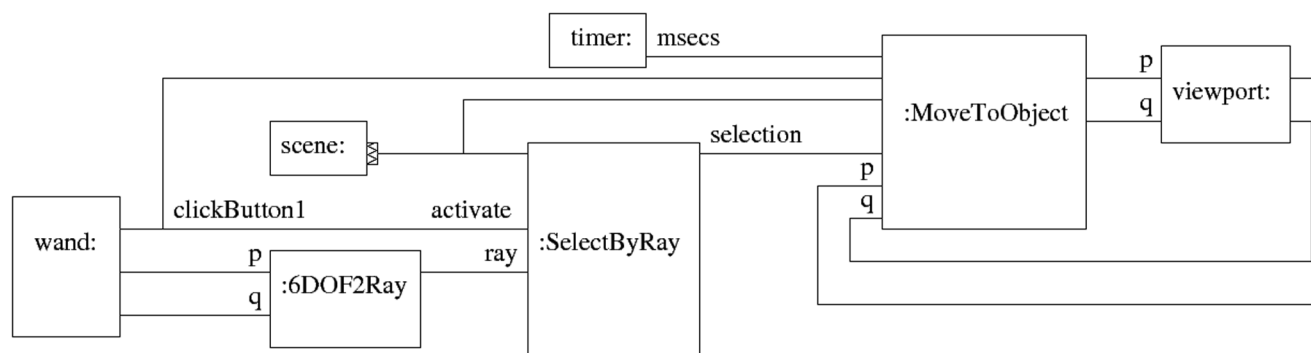 timer: msecs
p
viewport:
q
:MoveToObject
scene:
selection
p
q
clickButton1
activate
wand:
ray
:SelectByRay
p
:6DOF2Ray
q